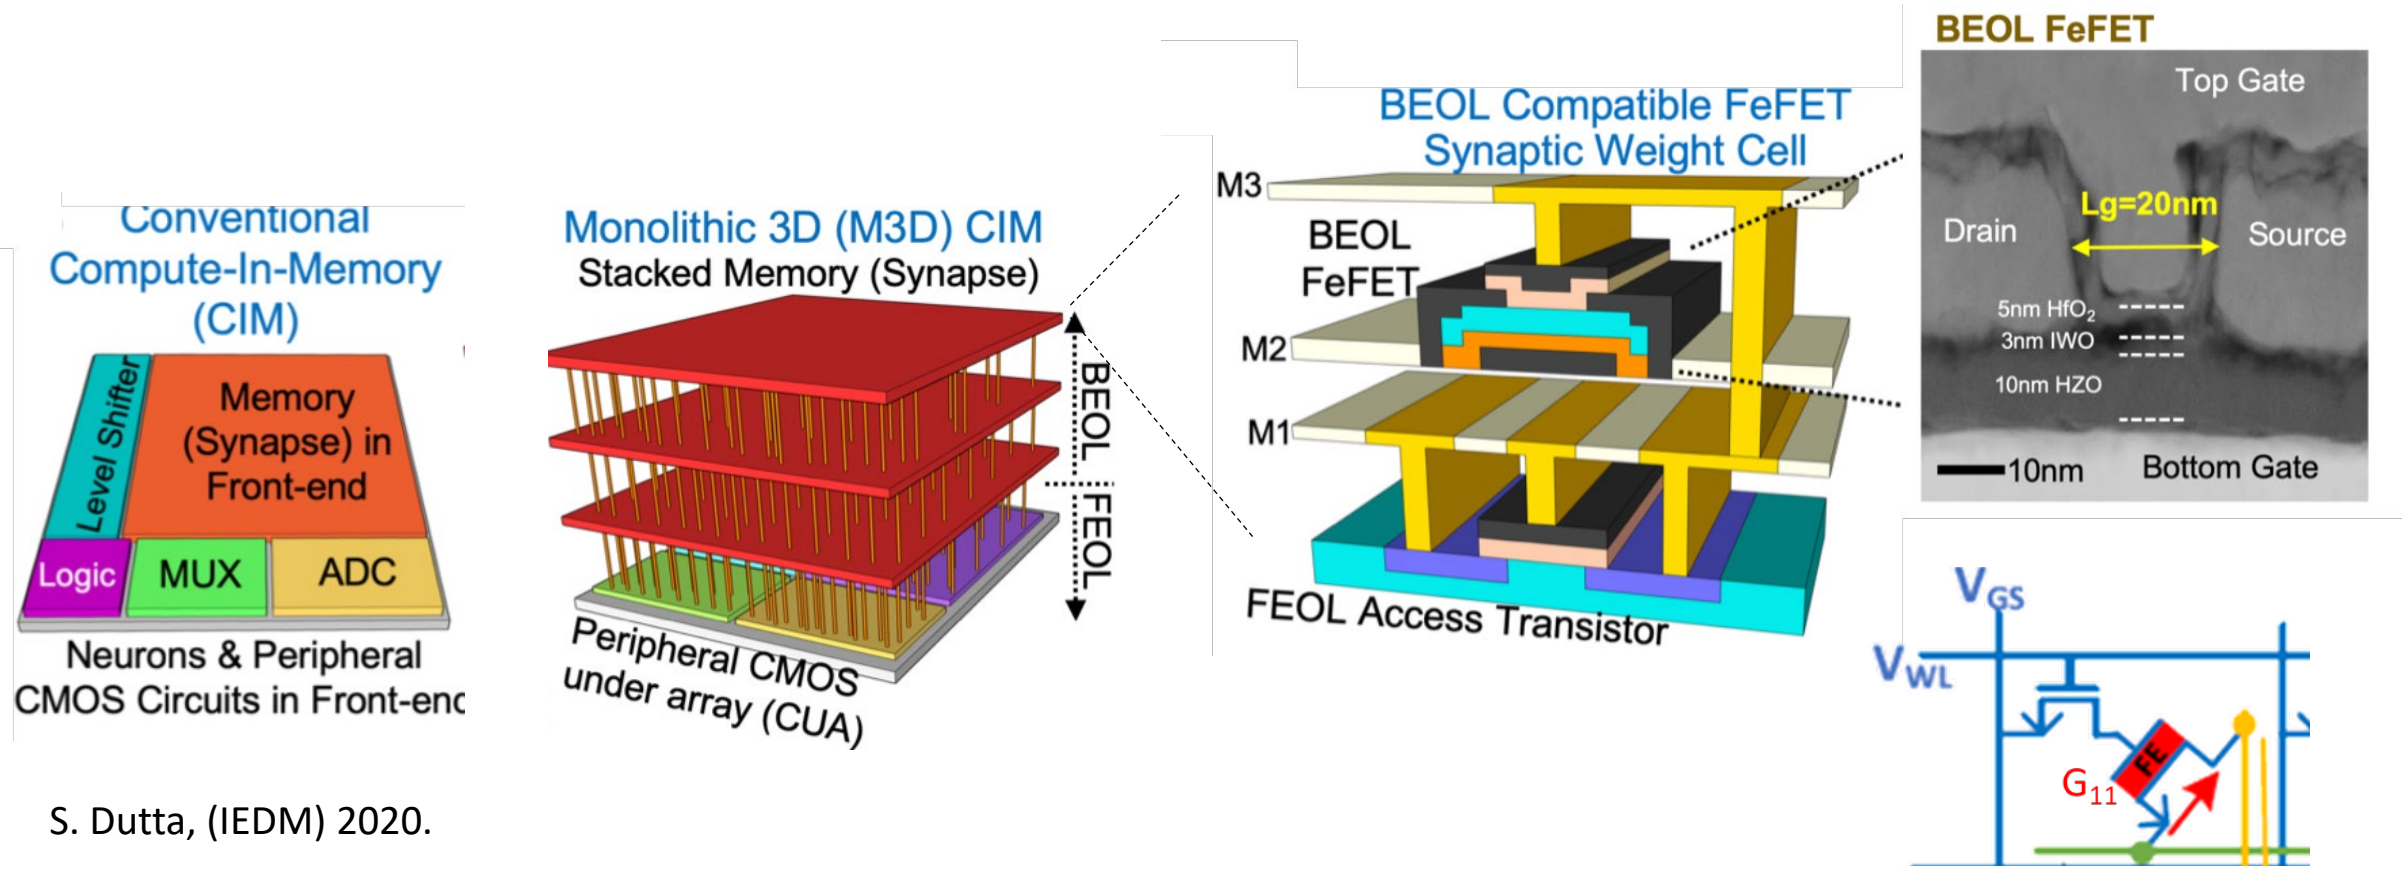 Conventional
Compute-In-Memory
(CIM)
Level Shifter
Memory
(Synapse) in
Front-end
Logic
MUX
ADC
Neurons & Peripheral
CMOS Circuits in Front-end
S. Dutta, (IEDM) 2020.
Monolithic 3D (M3D) CIM
Stacked Memory (Synapse)
BEOL
FEOL
Peripheral CMOS
under array (CUA)
BEOL Compatible FeFET
Synaptic Weight Cell
M3
BEOL
FeFET
M2
M1
FEOL Access Transistor
BEOL FeFET
Top Gate
Lg=20nm
Drain
Source
5nm HfO₂
3nm IWO
10nm HZO
10nm
Bottom Gate
V_GS
V_WL
FE
G₁₁